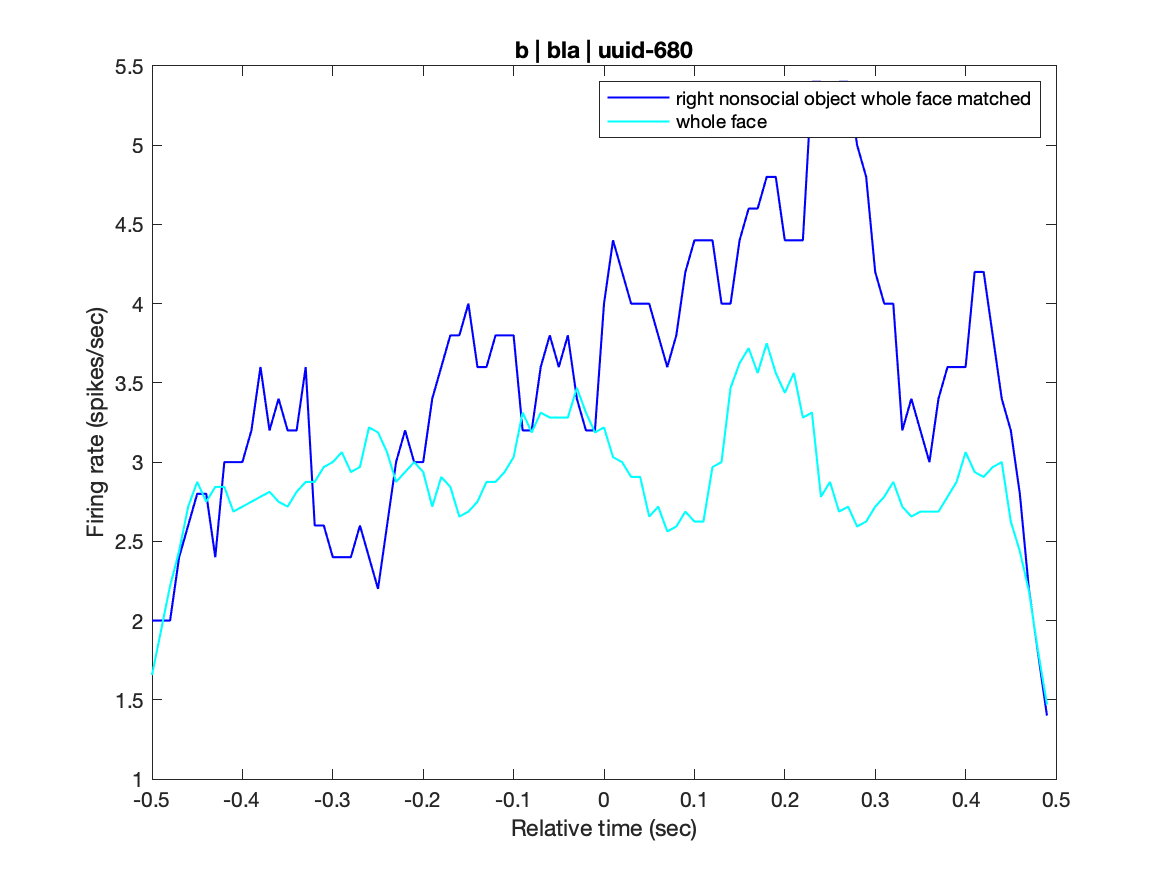 b | bla | uuid-680
5.5
5
4.5
4
3.5
3
2.5
2
1.5
1
Firing rate (spikes/sec)
right nonsocial object whole face matched
whole face
-0.5 -0.4 -0.3 -0.2 -0.1 0 0.1 0.2 0.3 0.4 0.5
Relative time (sec)